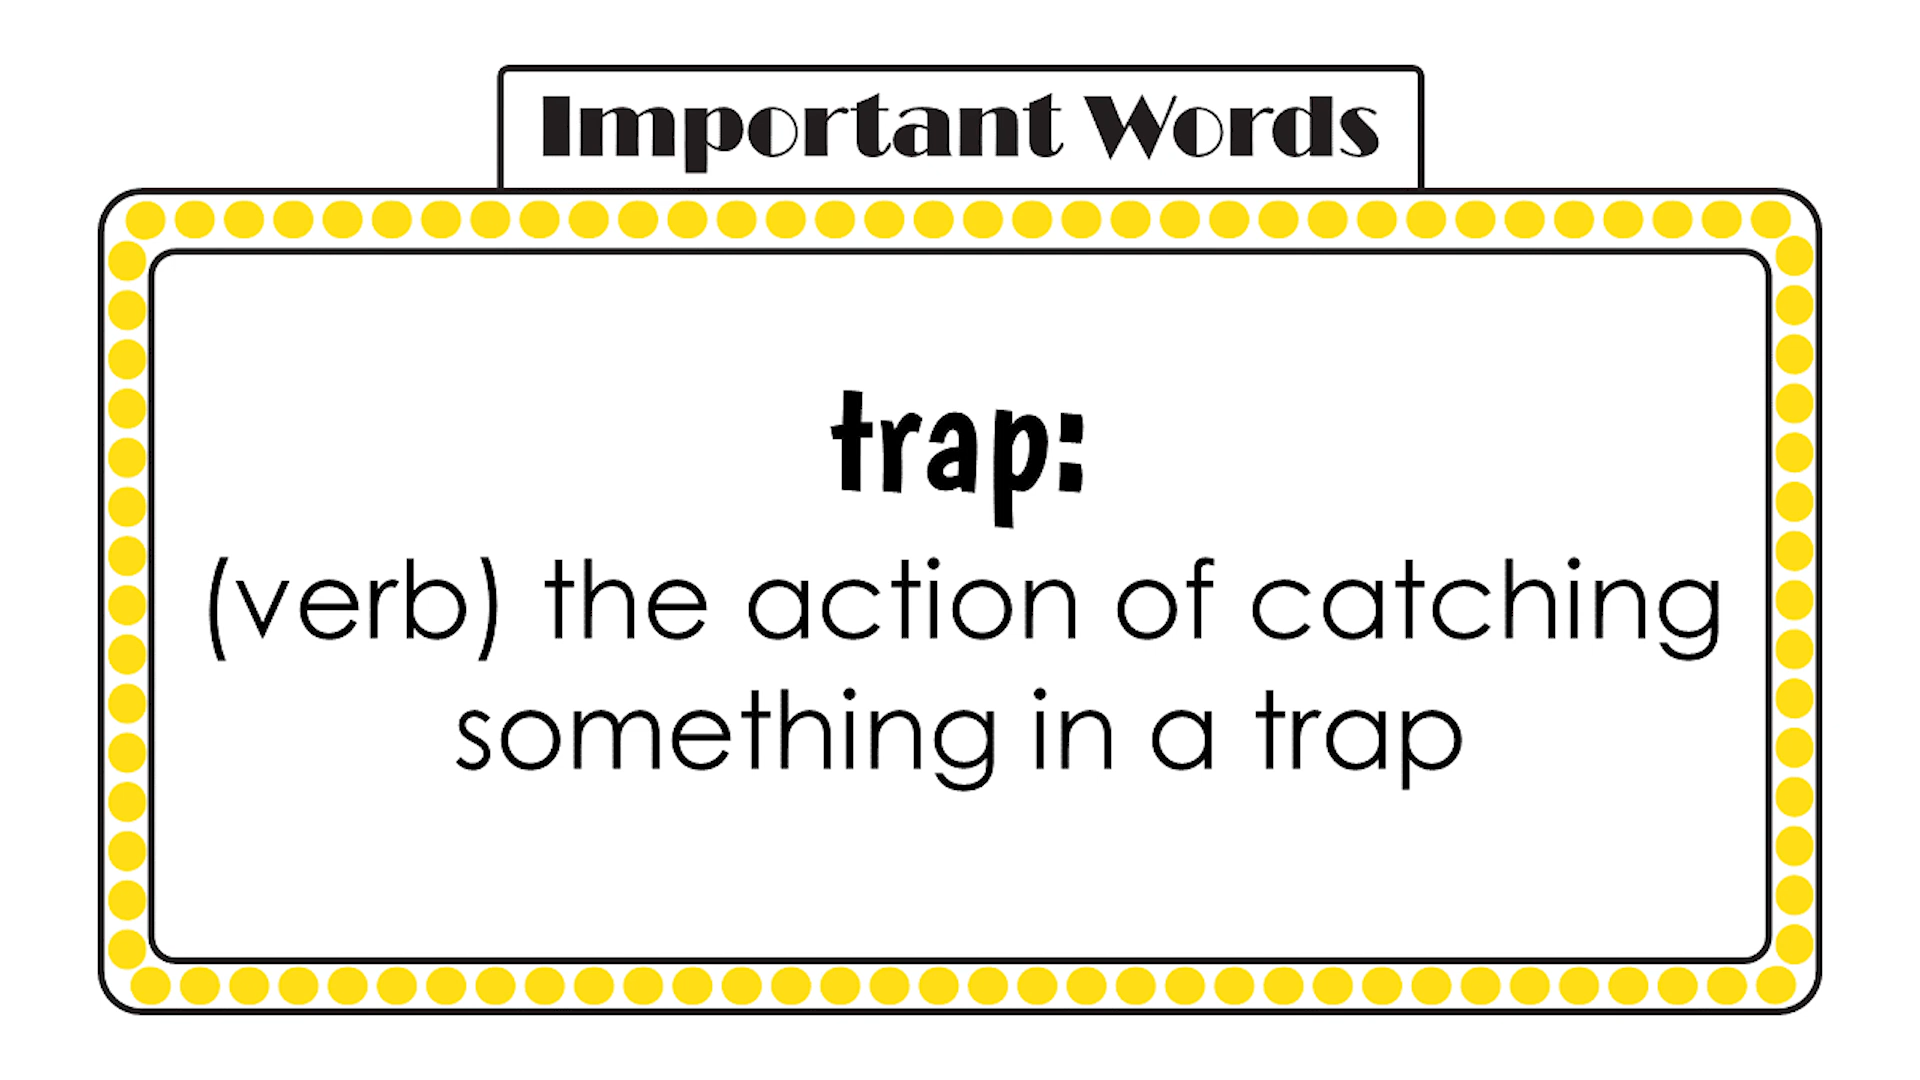 Important Words
trap:
(verb) the action of catching
something in a trap